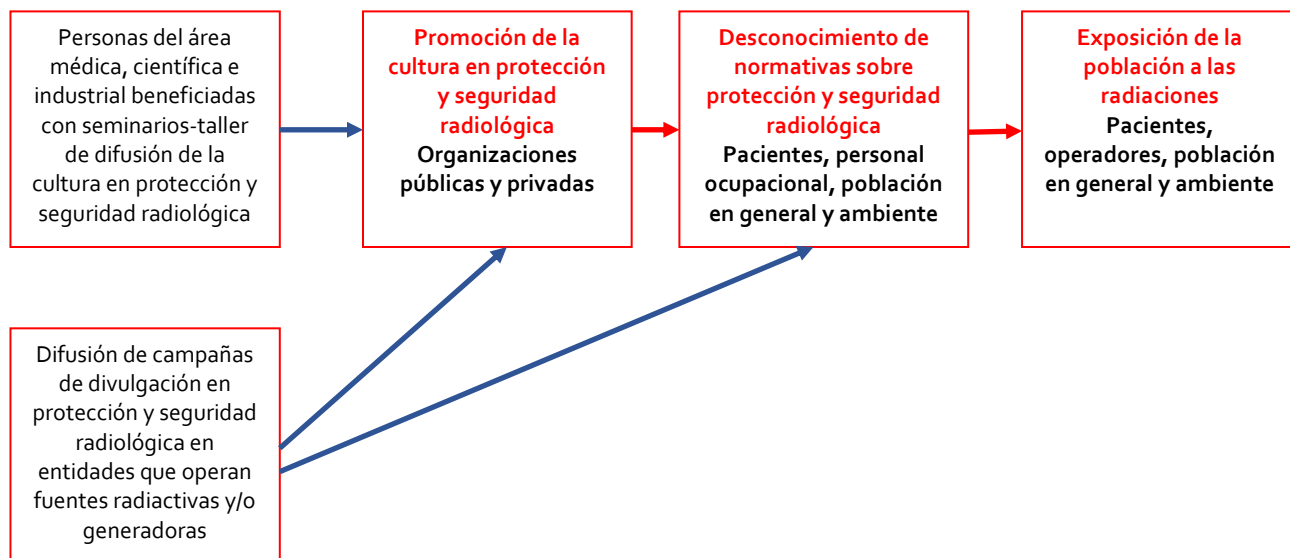 Personas del área
médica, científica e
industrial beneficiadas
con seminarios-taller
de difusión de la
cultura en protección y
seguridad radiológica
Promoción de la
cultura en protección
y seguridad
radiológica
Organizaciones
públicas y privadas
Desconocimiento de
normativas sobre
protección y seguridad
radiológica
Pacientes, personal
ocupacional, población
en general y ambiente
Exposición de la
población a las
radiaciones
Pacientes,
operadores, población
en general y ambiente
Difusión de campañas
de divulgación en
protección y seguridad
radiológica en
entidades que operan
fuentes radiactivas y/o
generadoras